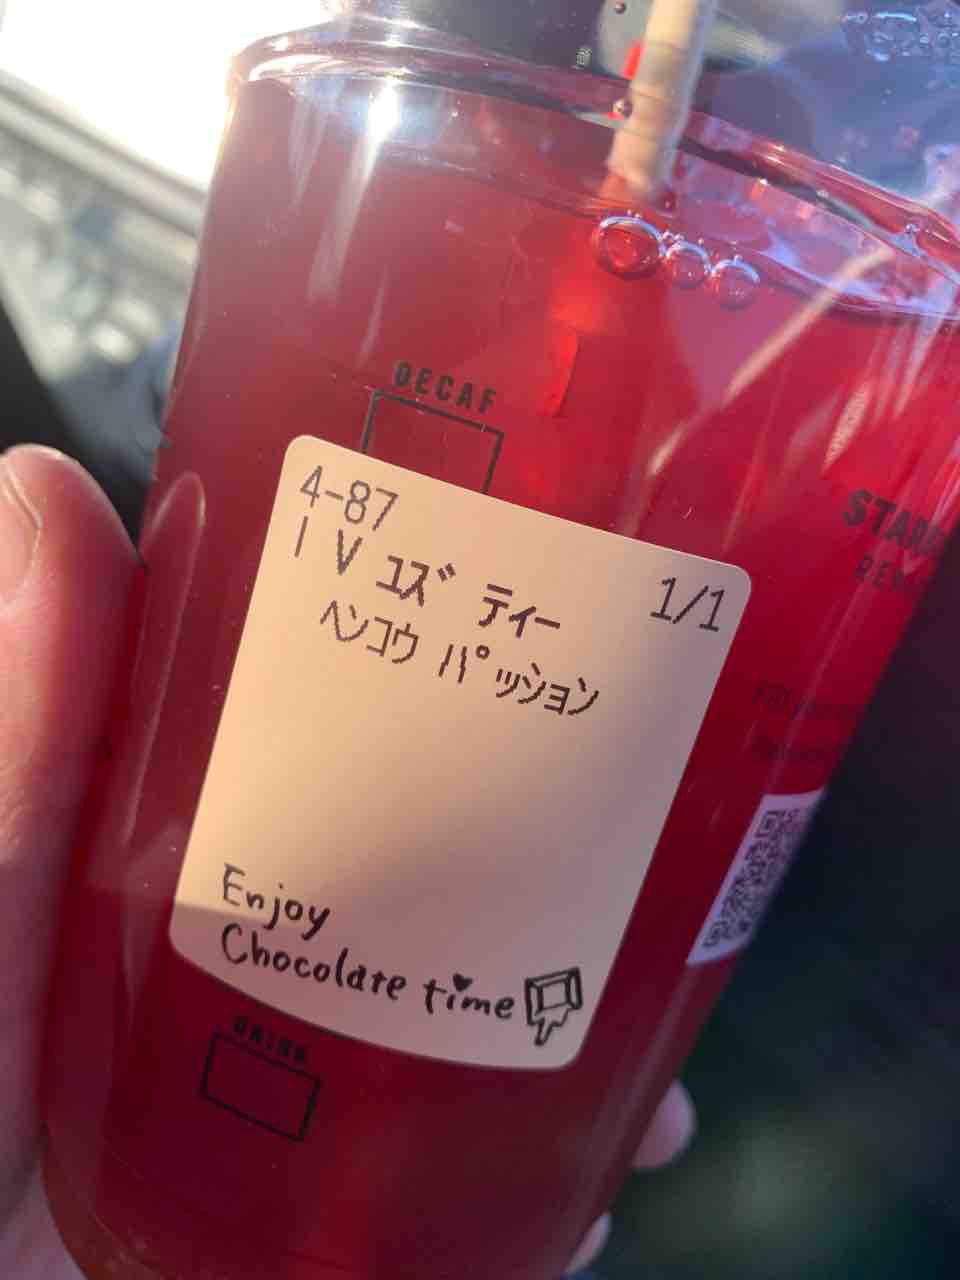 DECAF
4-87
1/1
I V ユズ ティー
ヘンコウ パッション
Enjoy
Chocolate time
DRINK